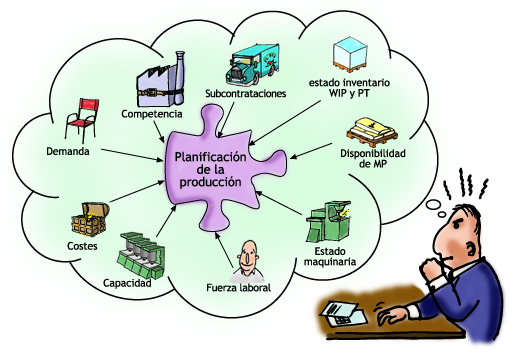 Competencia
Subcontrataciones
estado inventario
WIP y PT
Demanda
Planificación
de la
producción
Disponibilidad
de MP
Costes
Capacidad
Fuerza laboral
Estado
maquinaria